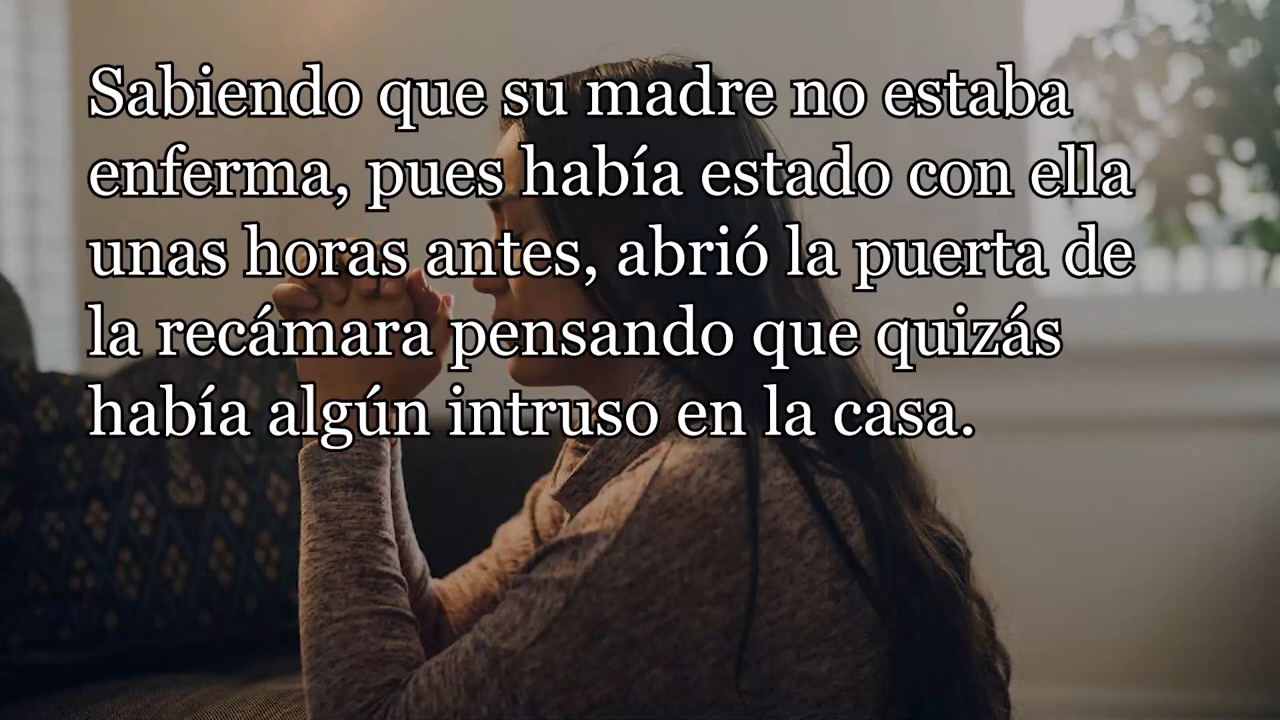 Sabiendo que su madre no estaba
enferma, pues había estado con ella
unas horas antes, abrió la puerta de
la recámara pensando que quizás
había algún intruso en la casa.